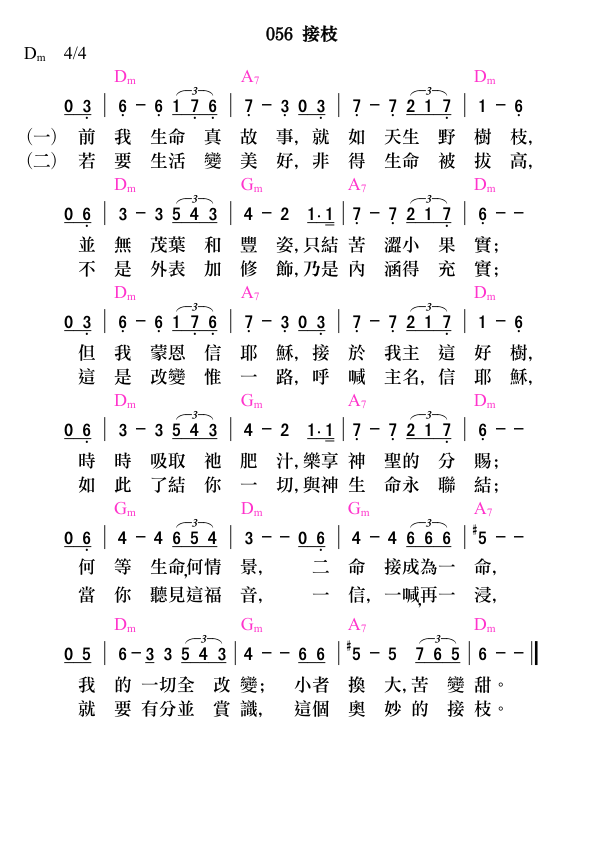 056 接枝
Dm 4/4
Dm A7 Dm
0 3 | 6 - 6 1 7 6 | 7 - 3 0 3 | 7 - 7 2 1 7 | 1 - 6
(一) 前 我 生命 真 故 事, 就 如 天生 野 樹 枝,
(二) 若 要 生活 變 美 好, 非 得 生命 被 拔 高,
Dm Gm A7 Dm
0 6 | 3 - 3 5 4 3 | 4 - 2 1·1 | 7 - 7 2 1 7 | 6 - -
並 無 茂葉 和 豐 姿, 只結 苦 澀小 果 實;
不 是 外表 加 修 飾, 乃是 內 涵得 充 實;
Dm A7 Dm
0 3 | 6 - 6 1 7 6 | 7 - 3 0 3 | 7 - 7 2 1 7 | 1 - 6
但 我 蒙恩 信 耶 穌, 接 於 我主 這 好 樹,
這 是 改變 惟 一 路, 呼 喊 主名, 信 耶 穌,
Dm Gm A7 Dm
0 6 | 3 - 3 5 4 3 | 4 - 2 1·1 | 7 - 7 2 1 7 | 6 - -
時 時 吸取 祂 肥 汁, 樂享 神 聖的 分 賜;
如 此 了結 你 一 切, 與神 生 命永 聯 結;
Gm Dm Gm A7
0 6 | 4 - 4 6 5 4 | 3 - - 0 6 | 4 - 4 6 6 6 | #5 - -
何 等 生命, 何情 景, 二 命 接成為一 命,
當 你 聽見這福 音, 一 信, 一喊, 再一 浸,
Dm Gm A7 Dm
0 5 | 6 - 3 3 5 4 3 | 4 - - 6 6 | #5 - 5 7 6 5 | 6 - - ‖
我 的 一切全 改 變; 小者 換 大, 苦 變 甜。
就 要 有分並 賞 識, 這個 奧 妙 的 接 枝。